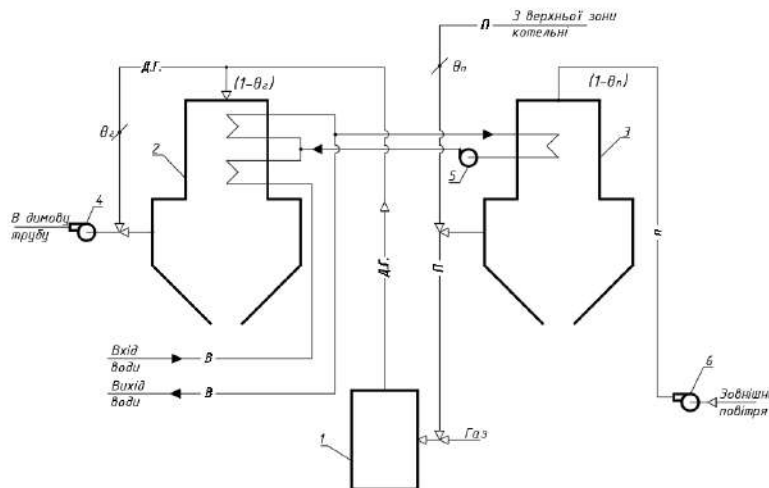 П
З верхньої зони
котельні
Д.Г.
(1-θг)
θг
θп
(1-θп)
2
3
4
5
В димову
трубу
Д.Г.
П
П
Вхід
води
В
Вихід
води
В
6
Зовнішн
повітря
1
Газ